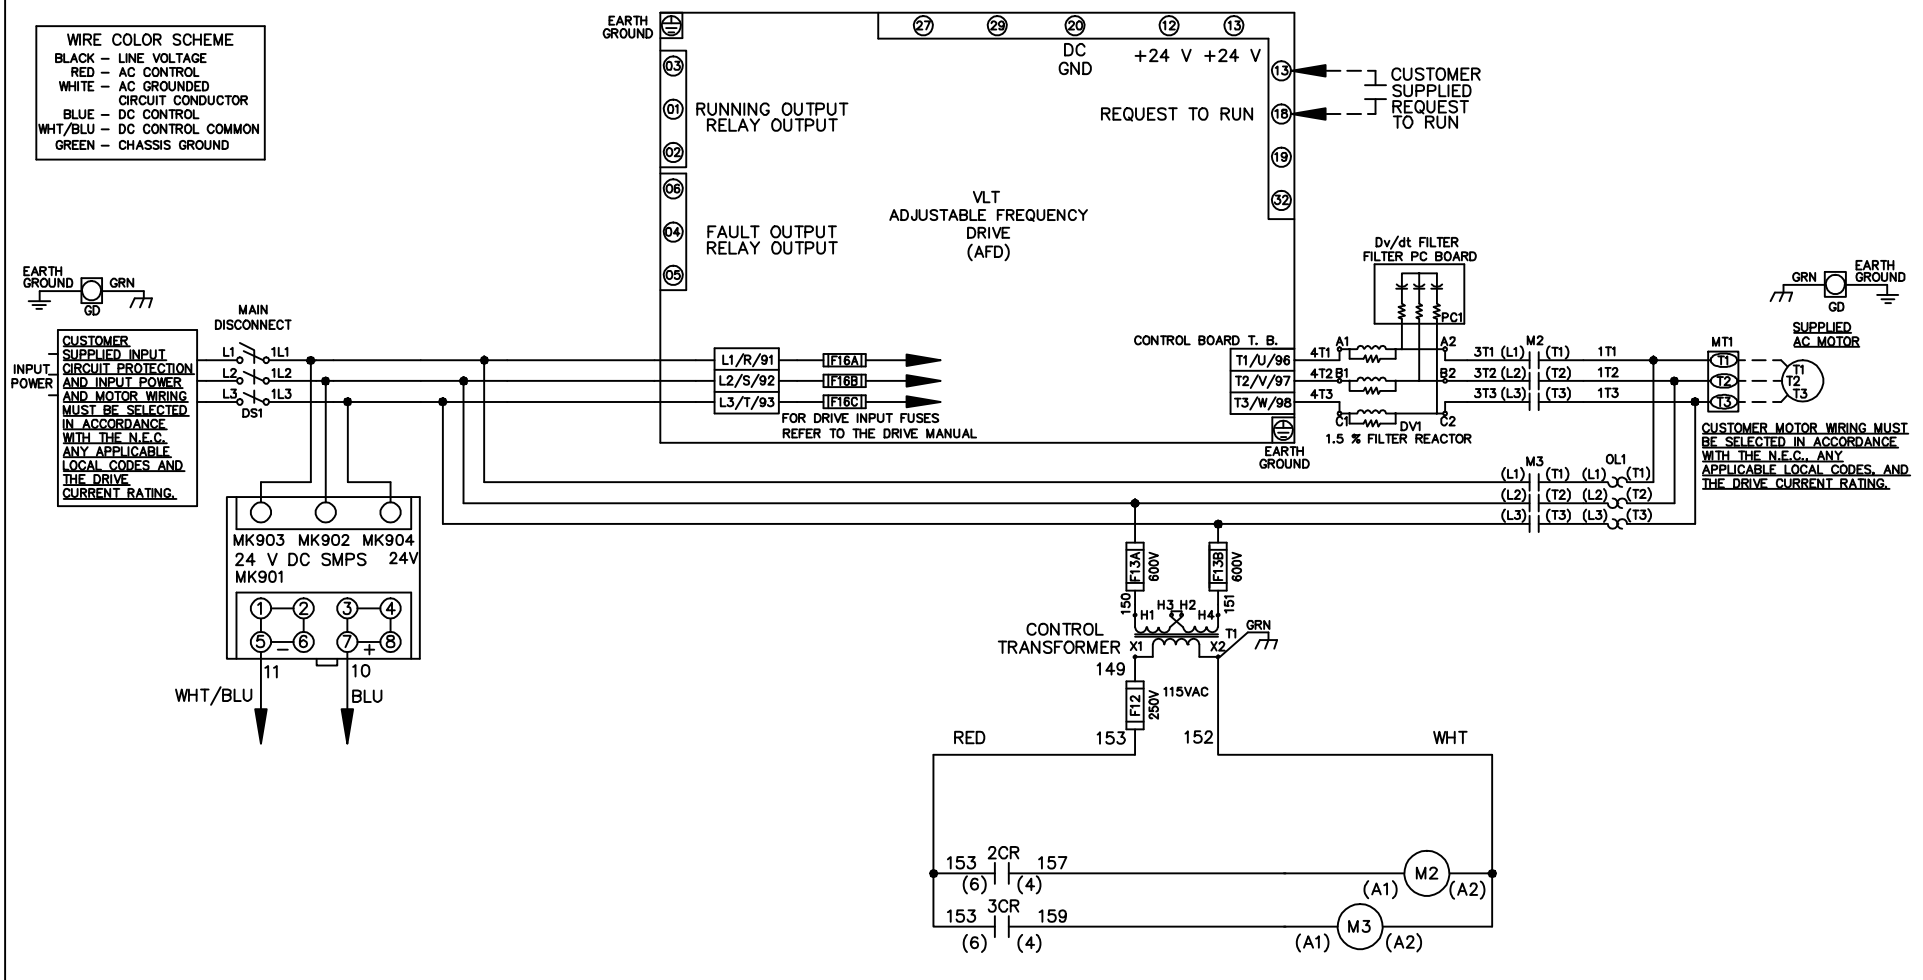 WIRE COLOR SCHEME
BLACK – LINE VOLTAGE
RED – AC CONTROL
WHITE – AC GROUNDED
CIRCUIT CONDUCTOR
BLUE – DC CONTROL
WHT/BLU – DC CONTROL COMMON
GREEN – CHASSIS GROUND
EARTH
GROUND
27 29 20 12 13
DC
GND
+24 V +24 V
03
01
02
RUNNING OUTPUT
RELAY OUTPUT
06
04
05
FAULT OUTPUT
RELAY OUTPUT
VLT
ADJUSTABLE FREQUENCY
DRIVE
(AFD)
13
REQUEST TO RUN 18
19
32
CUSTOMER
SUPPLIED
REQUEST
TO RUN
EARTH
GROUND
GRN
GD
INPUT
POWER
CUSTOMER
SUPPLIED INPUT
CIRCUIT PROTECTION
AND INPUT POWER
AND MOTOR WIRING
MUST BE SELECTED
IN ACCORDANCE
WITH THE N.E.C.
ANY APPLICABLE
LOCAL CODES AND
THE DRIVE
CURRENT RATING.
MAIN
DISCONNECT
L1 1L1
L2 1L2
L3 1L3
DS1
L1/R/91 F16A
L2/S/92 F16B
L3/T/93 F16C
FOR DRIVE INPUT FUSES
REFER TO THE DRIVE MANUAL
CONTROL BOARD T. B.
T1/U/96
T2/V/97
T3/W/98
EARTH
GROUND
Dv/dt FILTER
FILTER PC BOARD
PC1
4T1 A1 A2
4T2 B1 B2
4T3 C1 C2
DV1
1.5 % FILTER REACTOR
M2
3T1 (L1) (T1) 1T1
3T2 (L2) (T2) 1T2
3T3 (L3) (T3) 1T3
MT1
T1
T2
T3
T1
T2
T3
GRN
GD
EARTH
GROUND
SUPPLIED
AC MOTOR
CUSTOMER MOTOR WIRING MUST
BE SELECTED IN ACCORDANCE
WITH THE N.E.C., ANY
APPLICABLE LOCAL CODES, AND
THE DRIVE CURRENT RATING.
M3 OL1
(L1) (T1) (L1) (T1)
(L2) (T2) (L2) (T2)
(L3) (T3) (L3) (T3)
MK903 MK902 MK904
24 V DC SMPS 24V
MK901
1 2 3 4
5 – 6 7 + 8
11 10
WHT/BLU BLU
F13A 600V
F13B 600V
150 151
H1 H3 H2 H4
CONTROL
TRANSFORMER
T1
GRN
X1 X2
149
F12 250V
115VAC
RED 153 152 WHT
153 2CR 157
(6) (4)
(A1) M2 (A2)
153 3CR 159
(6) (4)
(A1) M3 (A2)